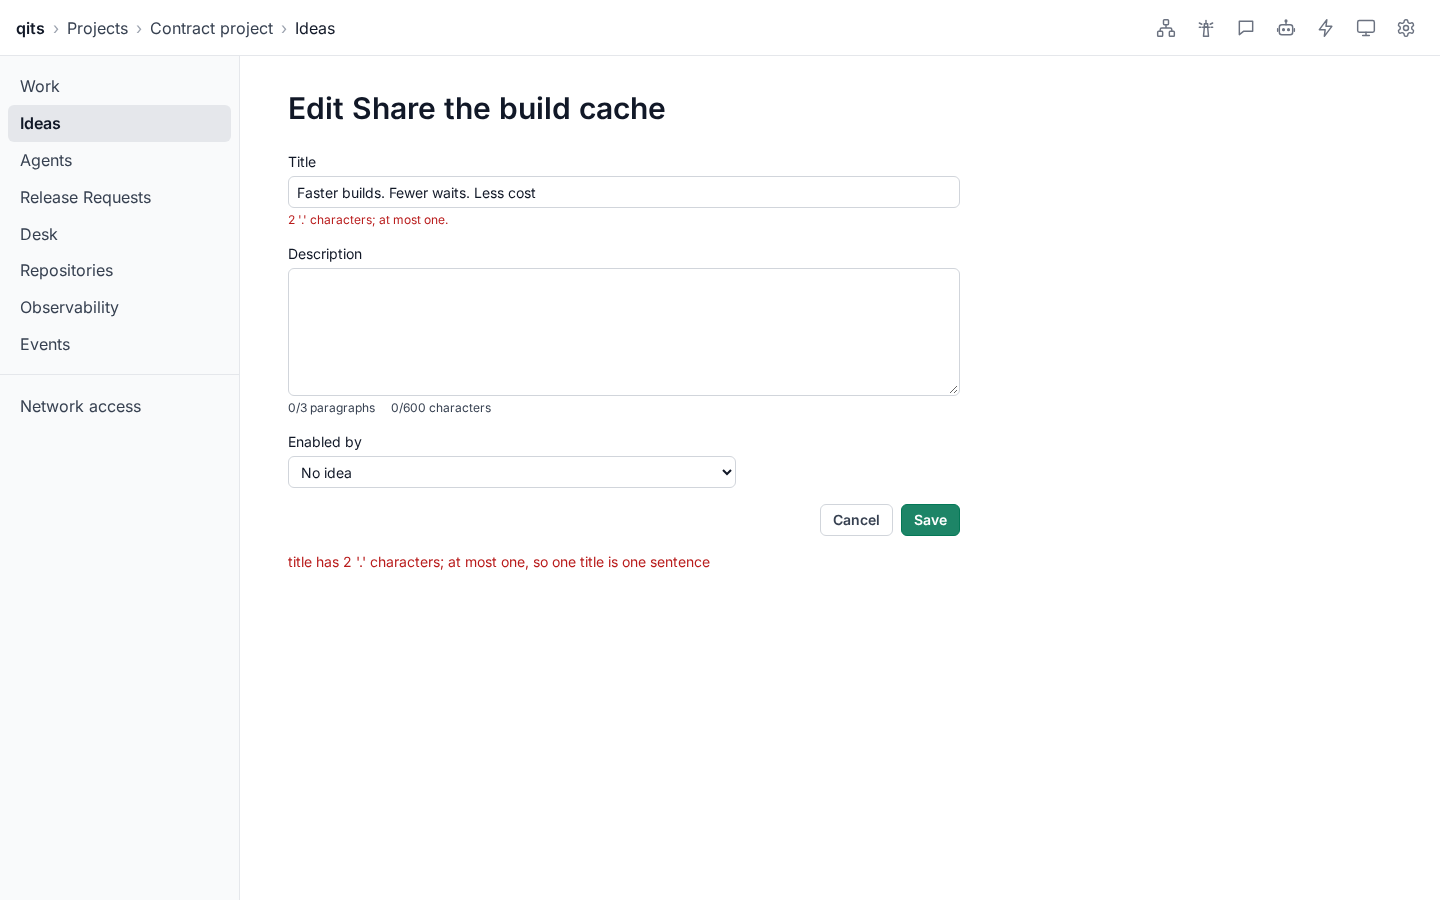 qits › Projects › Contract project › Ideas
Work
Ideas
Agents
Release Requests
Desk
Repositories
Observability
Events
Network access
Edit Share the build cache
Title
Faster builds. Fewer waits. Less cost
2 '.' characters; at most one.
Description
0/3 paragraphs 0/600 characters
Enabled by
No idea
Cancel Save
title has 2 '.' characters; at most one, so one title is one sentence